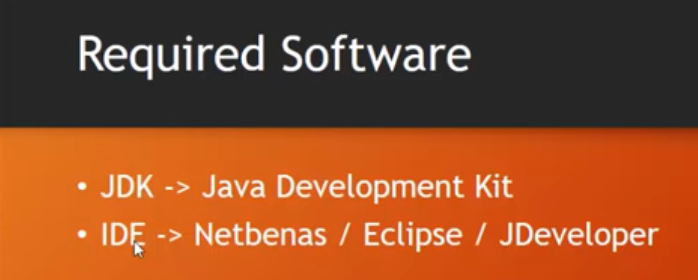 Required Software
• JDK -> Java Development Kit
• IDE -> Netbenas / Eclipse / JDeveloper